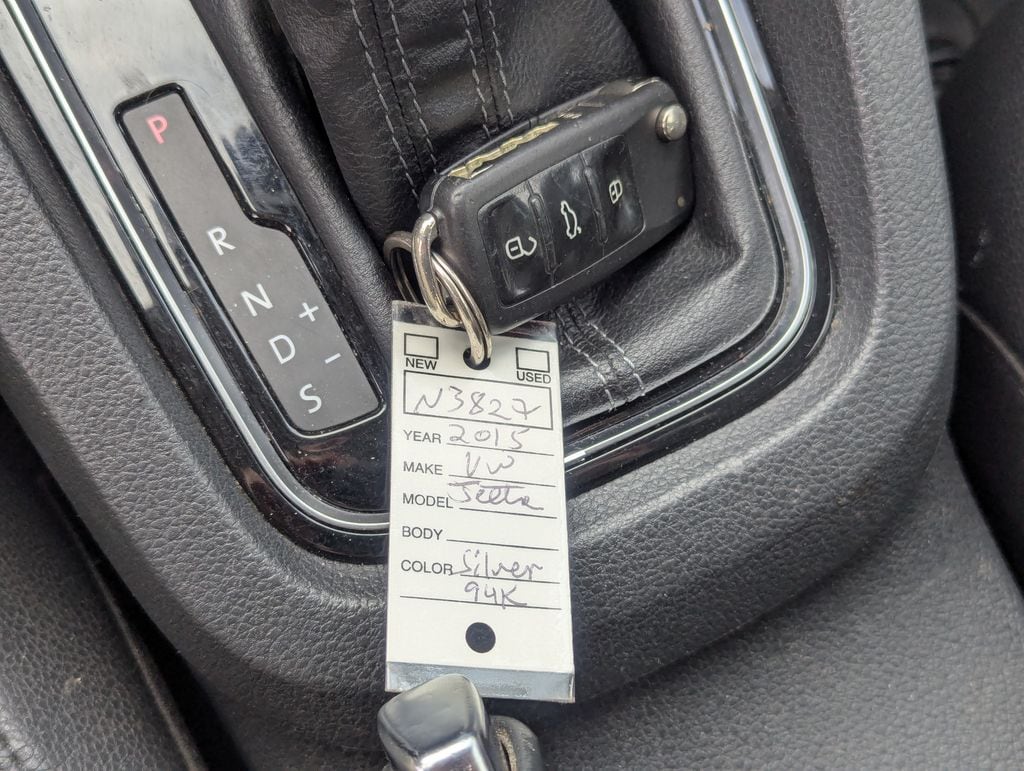 P
R
N
D
S
+
-
NEW
USED
N3827
YEAR 2015
MAKE VW
MODEL Jetta
BODY
COLOR Silver
94K